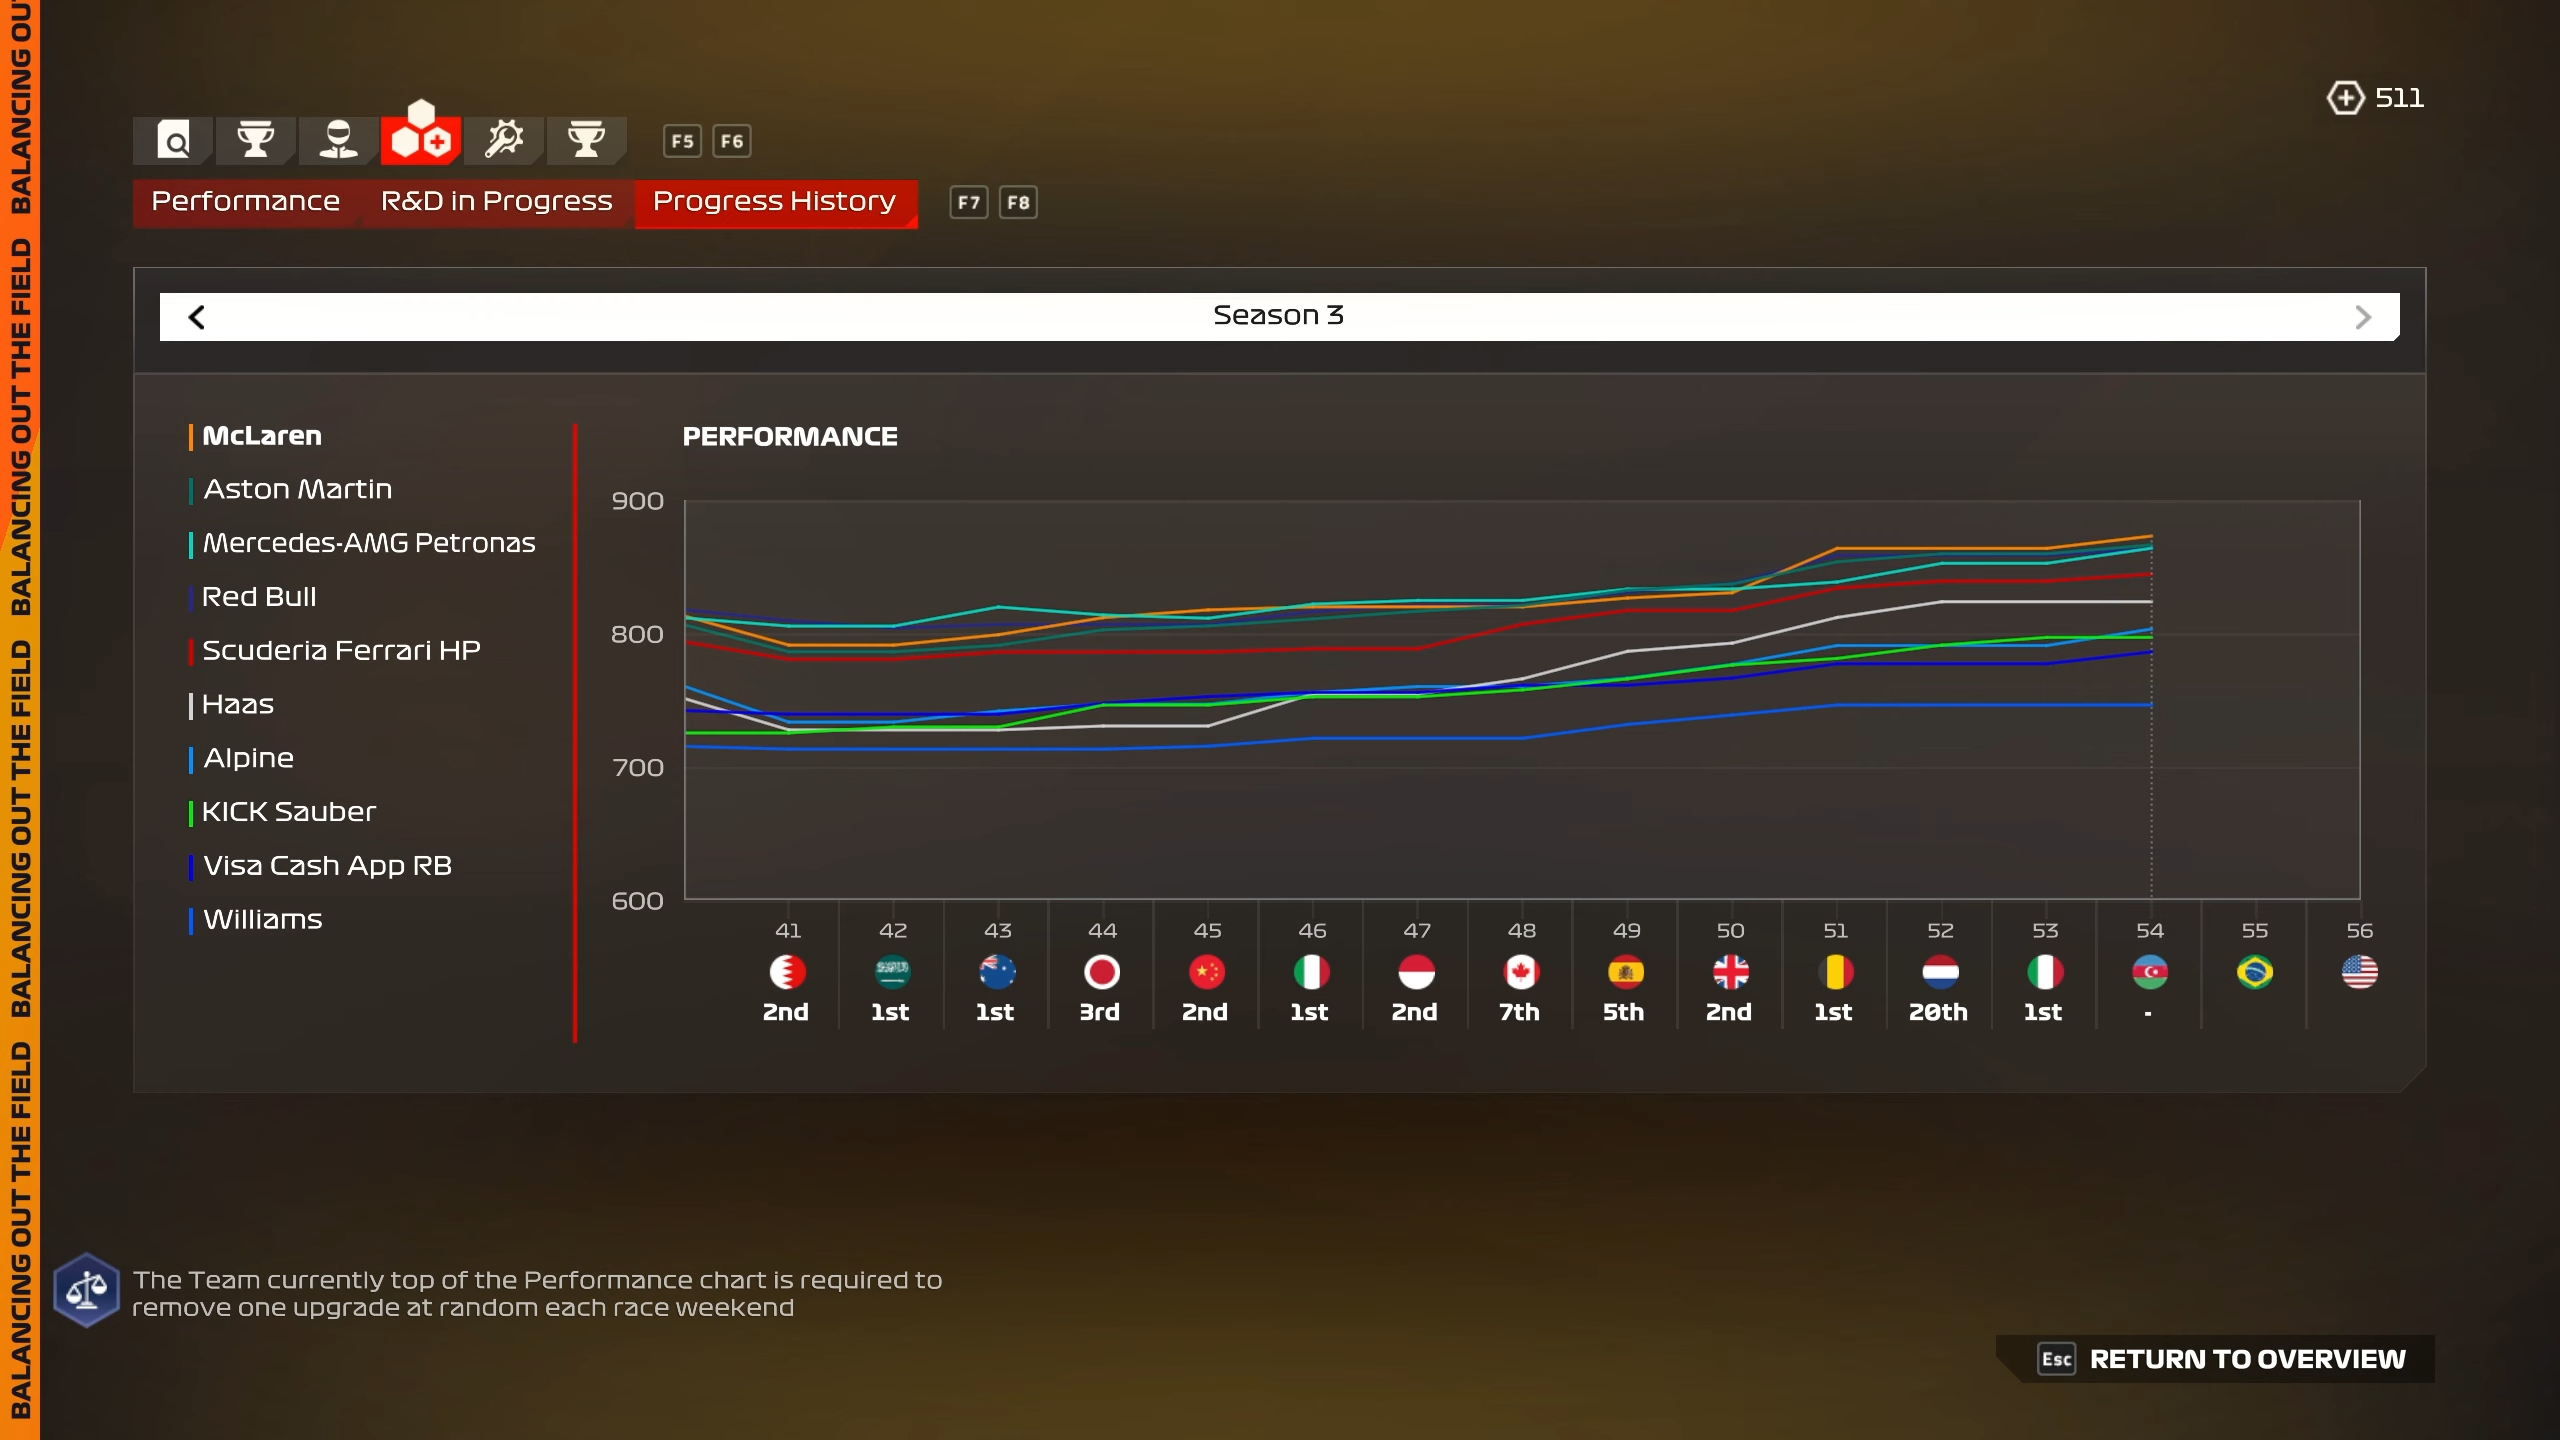 511
F5 F6
Performance R&D in Progress Progress History F7 F8
Season 3
McLaren
Aston Martin
Mercedes-AMG Petronas
Red Bull
Scuderia Ferrari HP
Haas
Alpine
KICK Sauber
Visa Cash App RB
Williams
PERFORMANCE
900
800
700
600
41 42 43 44 45 46 47 48 49 50 51 52 53 54 55 56
2nd 1st 1st 3rd 2nd 1st 2nd 7th 5th 2nd 1st 20th 1st -
The Team currently top of the Performance chart is required to
remove one upgrade at random each race weekend
Esc RETURN TO OVERVIEW
BALANCING OUT THE FIELD BALANCING OUT THE FIELD BALANCING OUT THE FIELD BALANCING OU